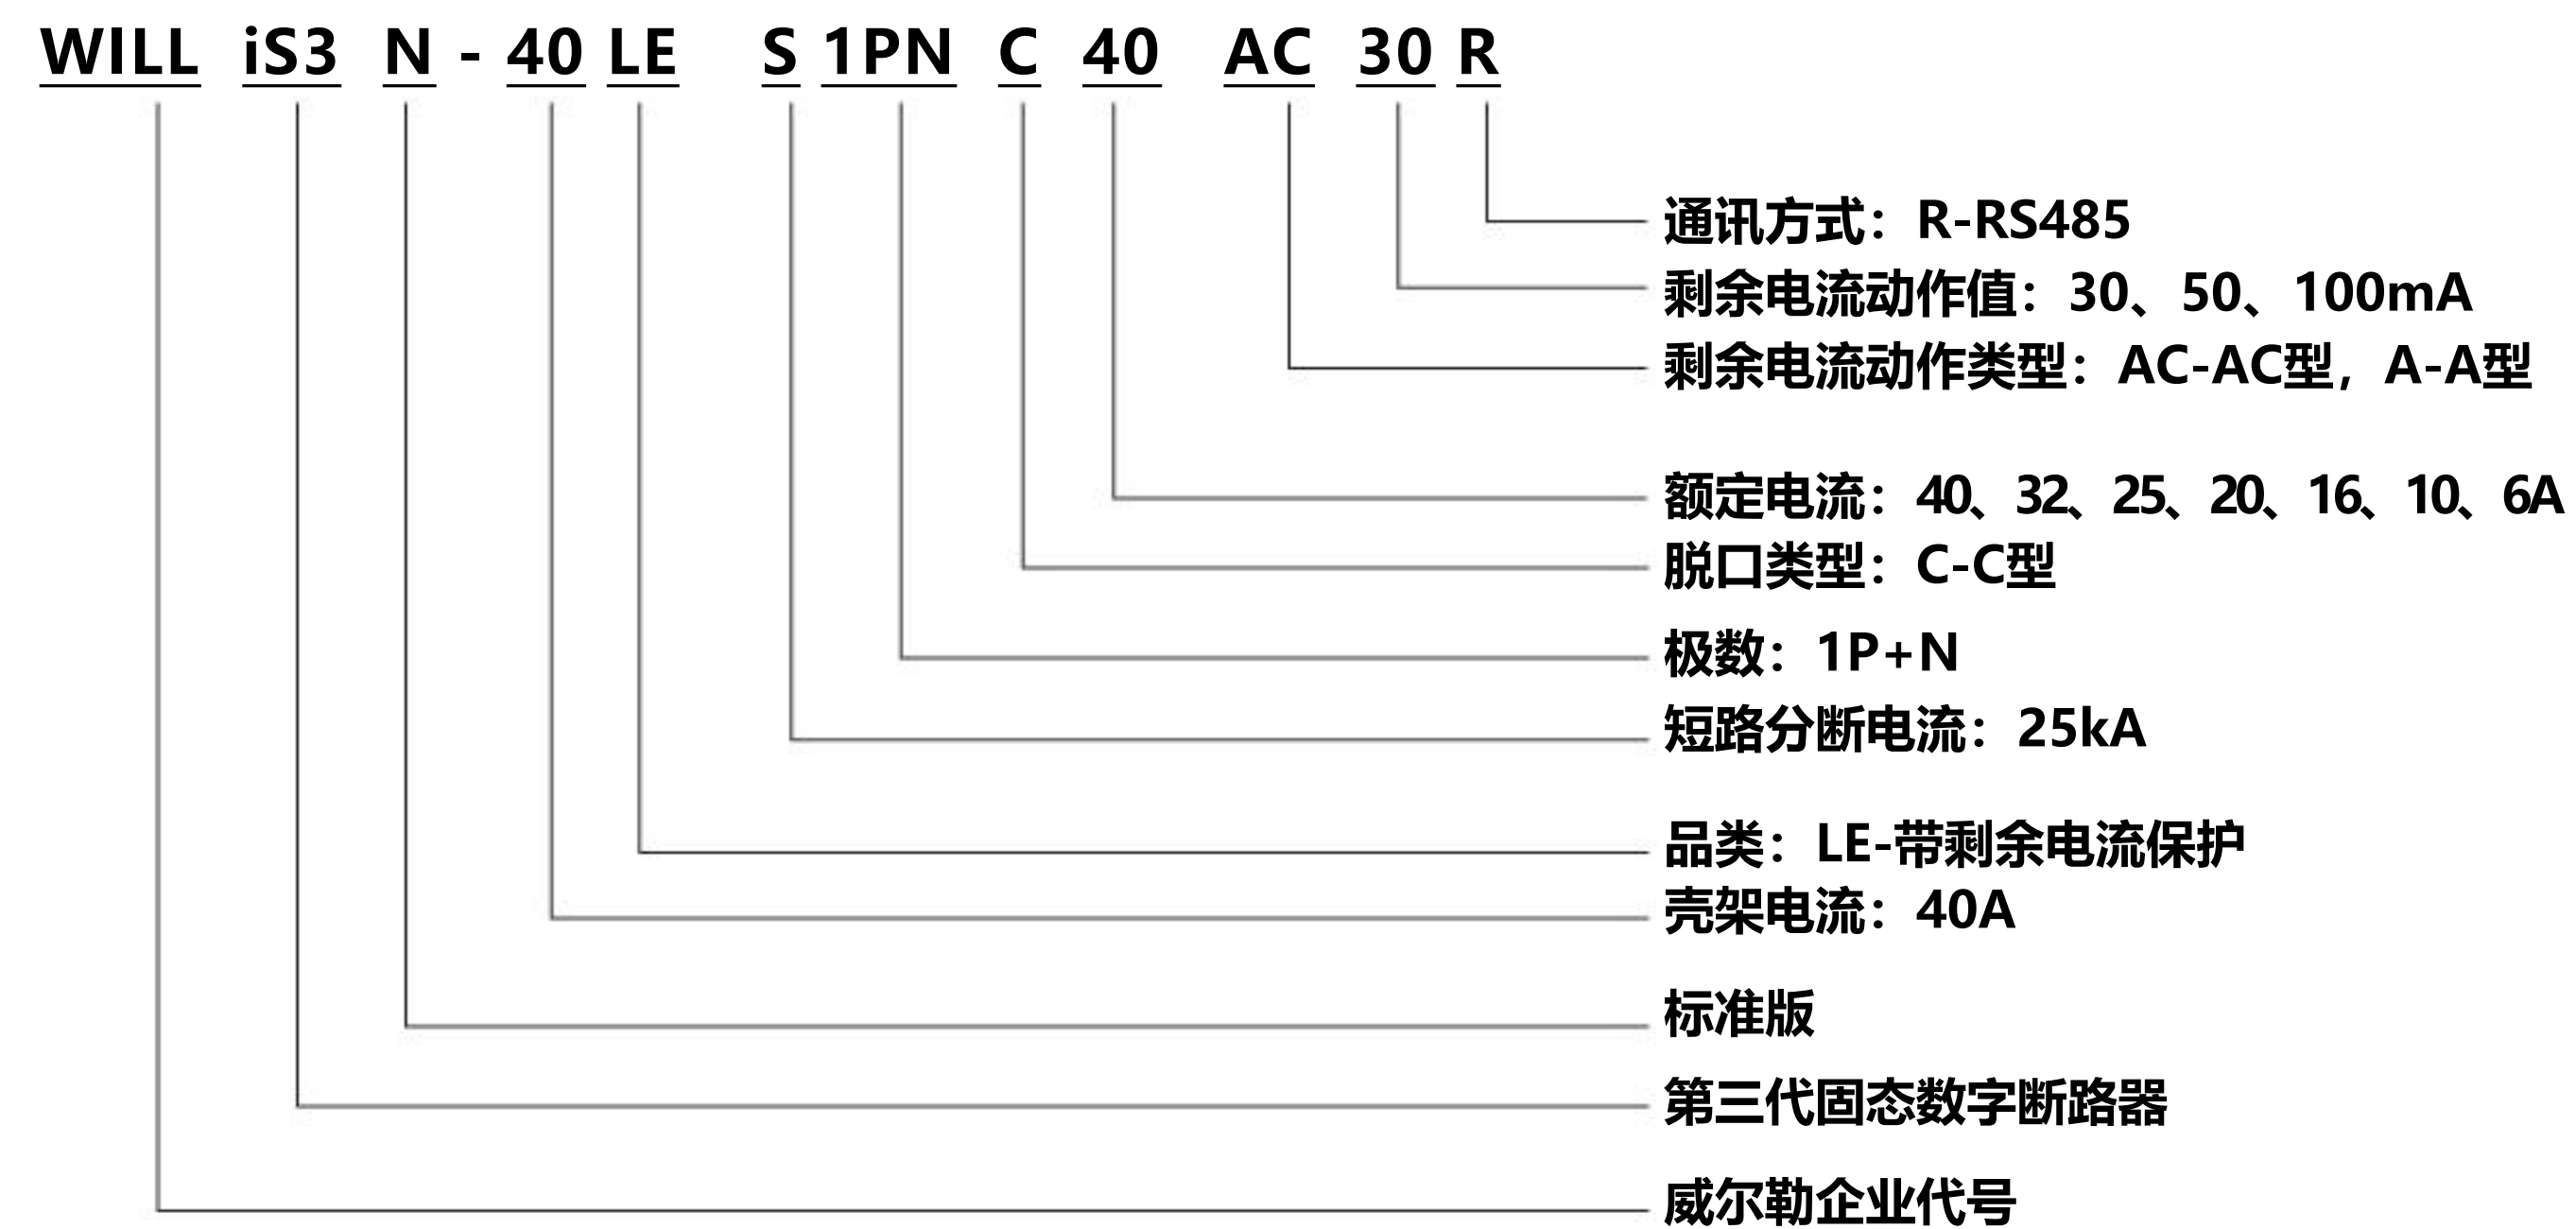 WILL iS3 N - 40 LE S 1PN C 40 AC 30 R
通讯方式：R-RS485
剩余电流动作值：30、50、100mA
剩余电流动作类型：AC-AC型，A-A型
额定电流：40、32、25、20、16、10、6A
脱口类型：C-C型
极数：1P+N
短路分断电流：25kA
品类：LE-带剩余电流保护
壳架电流：40A
标准版
第三代固态数字断路器
威尔勒企业代号